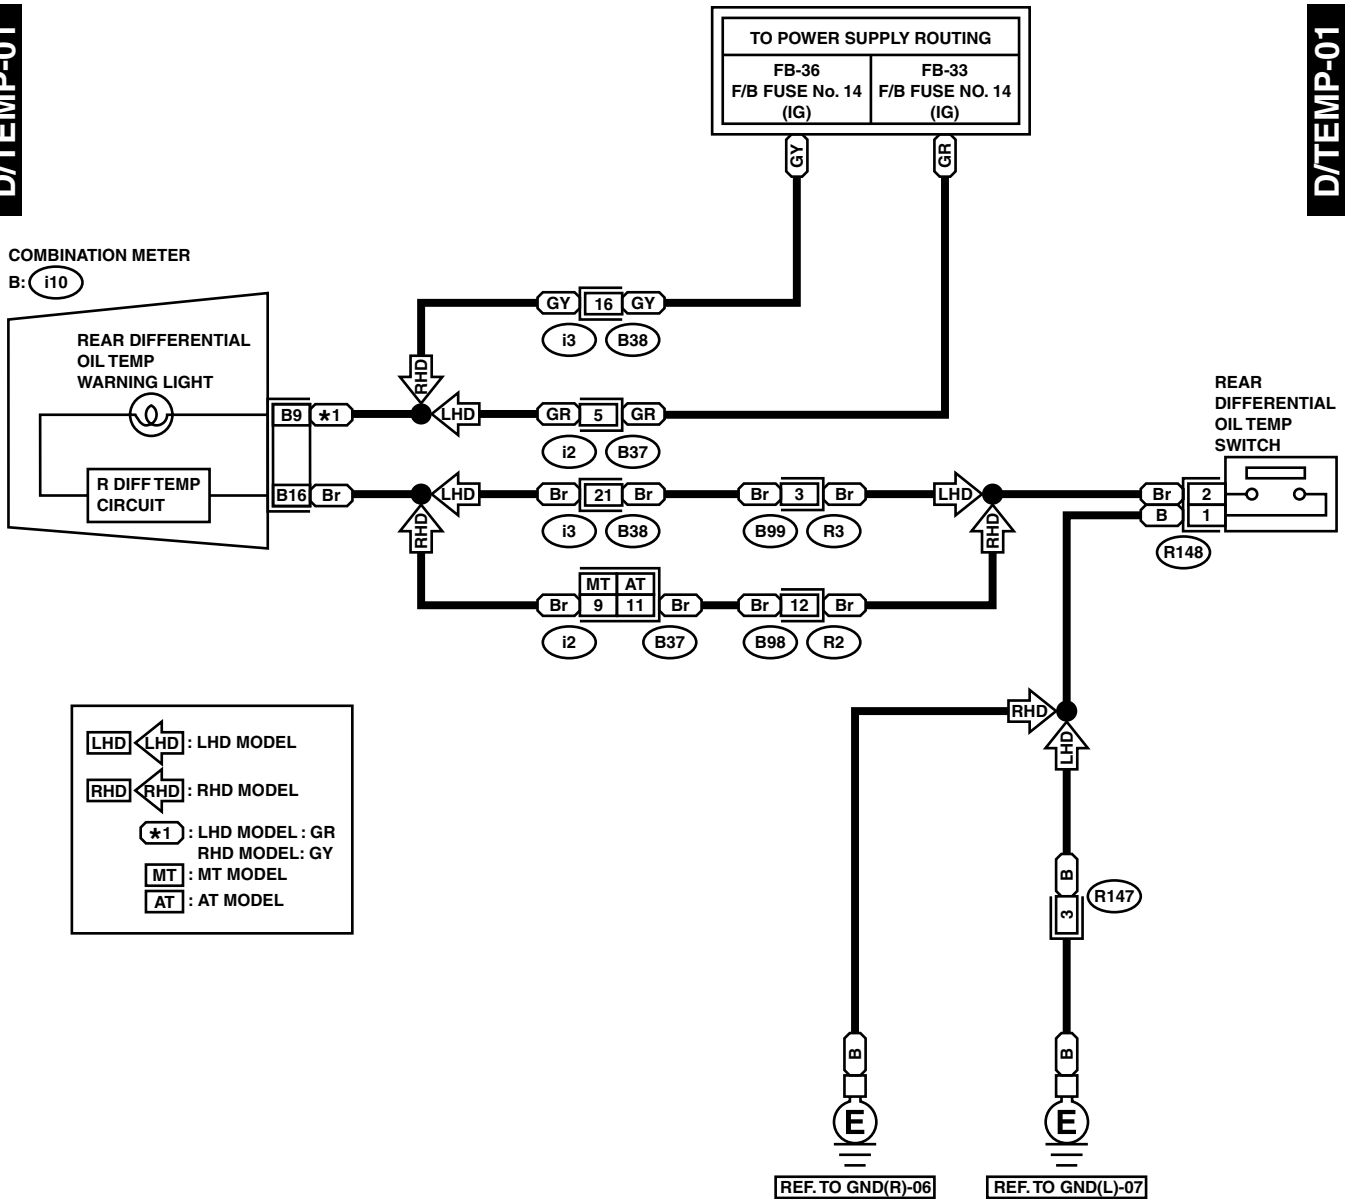 D/TEMP-01
D/TEMP-01
TO POWER SUPPLY ROUTING
FB-36
F/B FUSE No. 14
(IG)
FB-33
F/B FUSE NO. 14
(IG)
GY
GR
COMBINATION METER
B: i10
REAR DIFFERENTIAL
OIL TEMP
WARNING LIGHT
R DIFF TEMP
CIRCUIT
GY 16 GY
i3 B38
RHD
B9 *1
LHD
GR 5 GR
i2 B37
B16 Br
LHD
Br 21 Br
i3 B38
Br 3 Br
B99 R3
LHD
RHD
MT AT
Br 9 11 Br
i2 B37
Br 12 Br
B98 R2
RHD
REAR
DIFFERENTIAL
OIL TEMP
SWITCH
Br 2
B 1
R148
RHD
LHD
B
3
R147
B
B
E
E
REF. TO GND(R)-06
REF. TO GND(L)-07
LHD LHD : LHD MODEL
RHD RHD : RHD MODEL
*1 : LHD MODEL : GR
RHD MODEL: GY
MT : MT MODEL
AT : AT MODEL